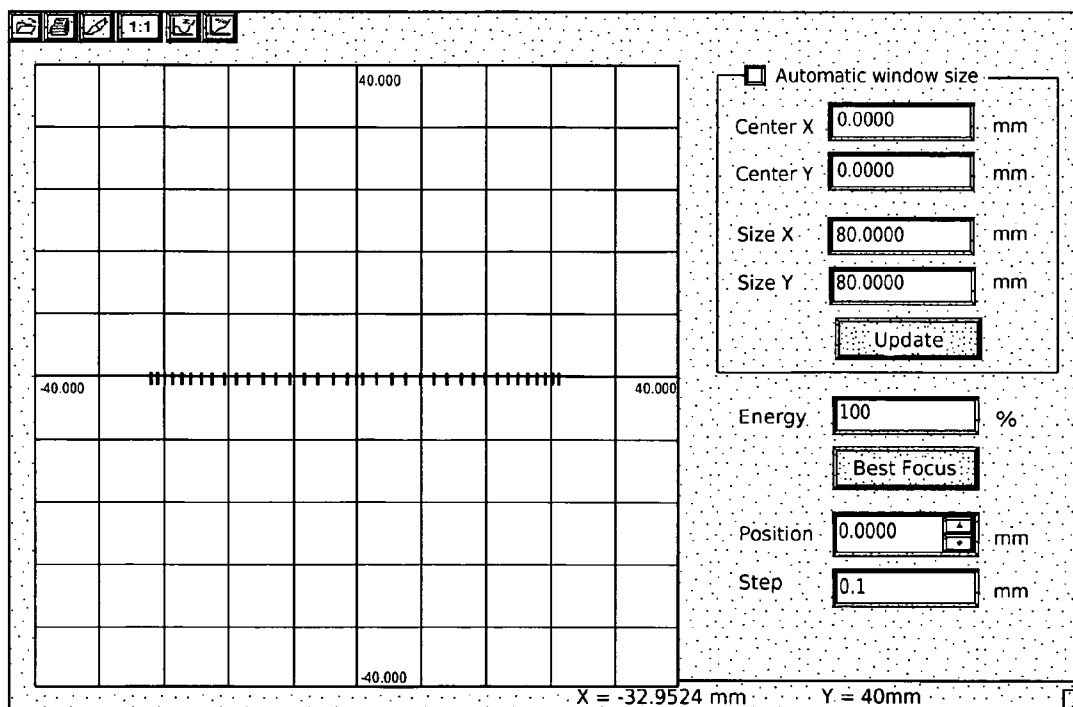 1:1
40.000
-40.000
40.000
-40.000
Automatic window size
Center X 0.0000 mm
Center Y 0.0000 mm
Size X 80.0000 mm
Size Y 80.0000 mm
Update
Energy 100 %
Best Focus
Position 0.0000 mm
Step 0.1 mm
X = -32.9524 mm Y = 40mm